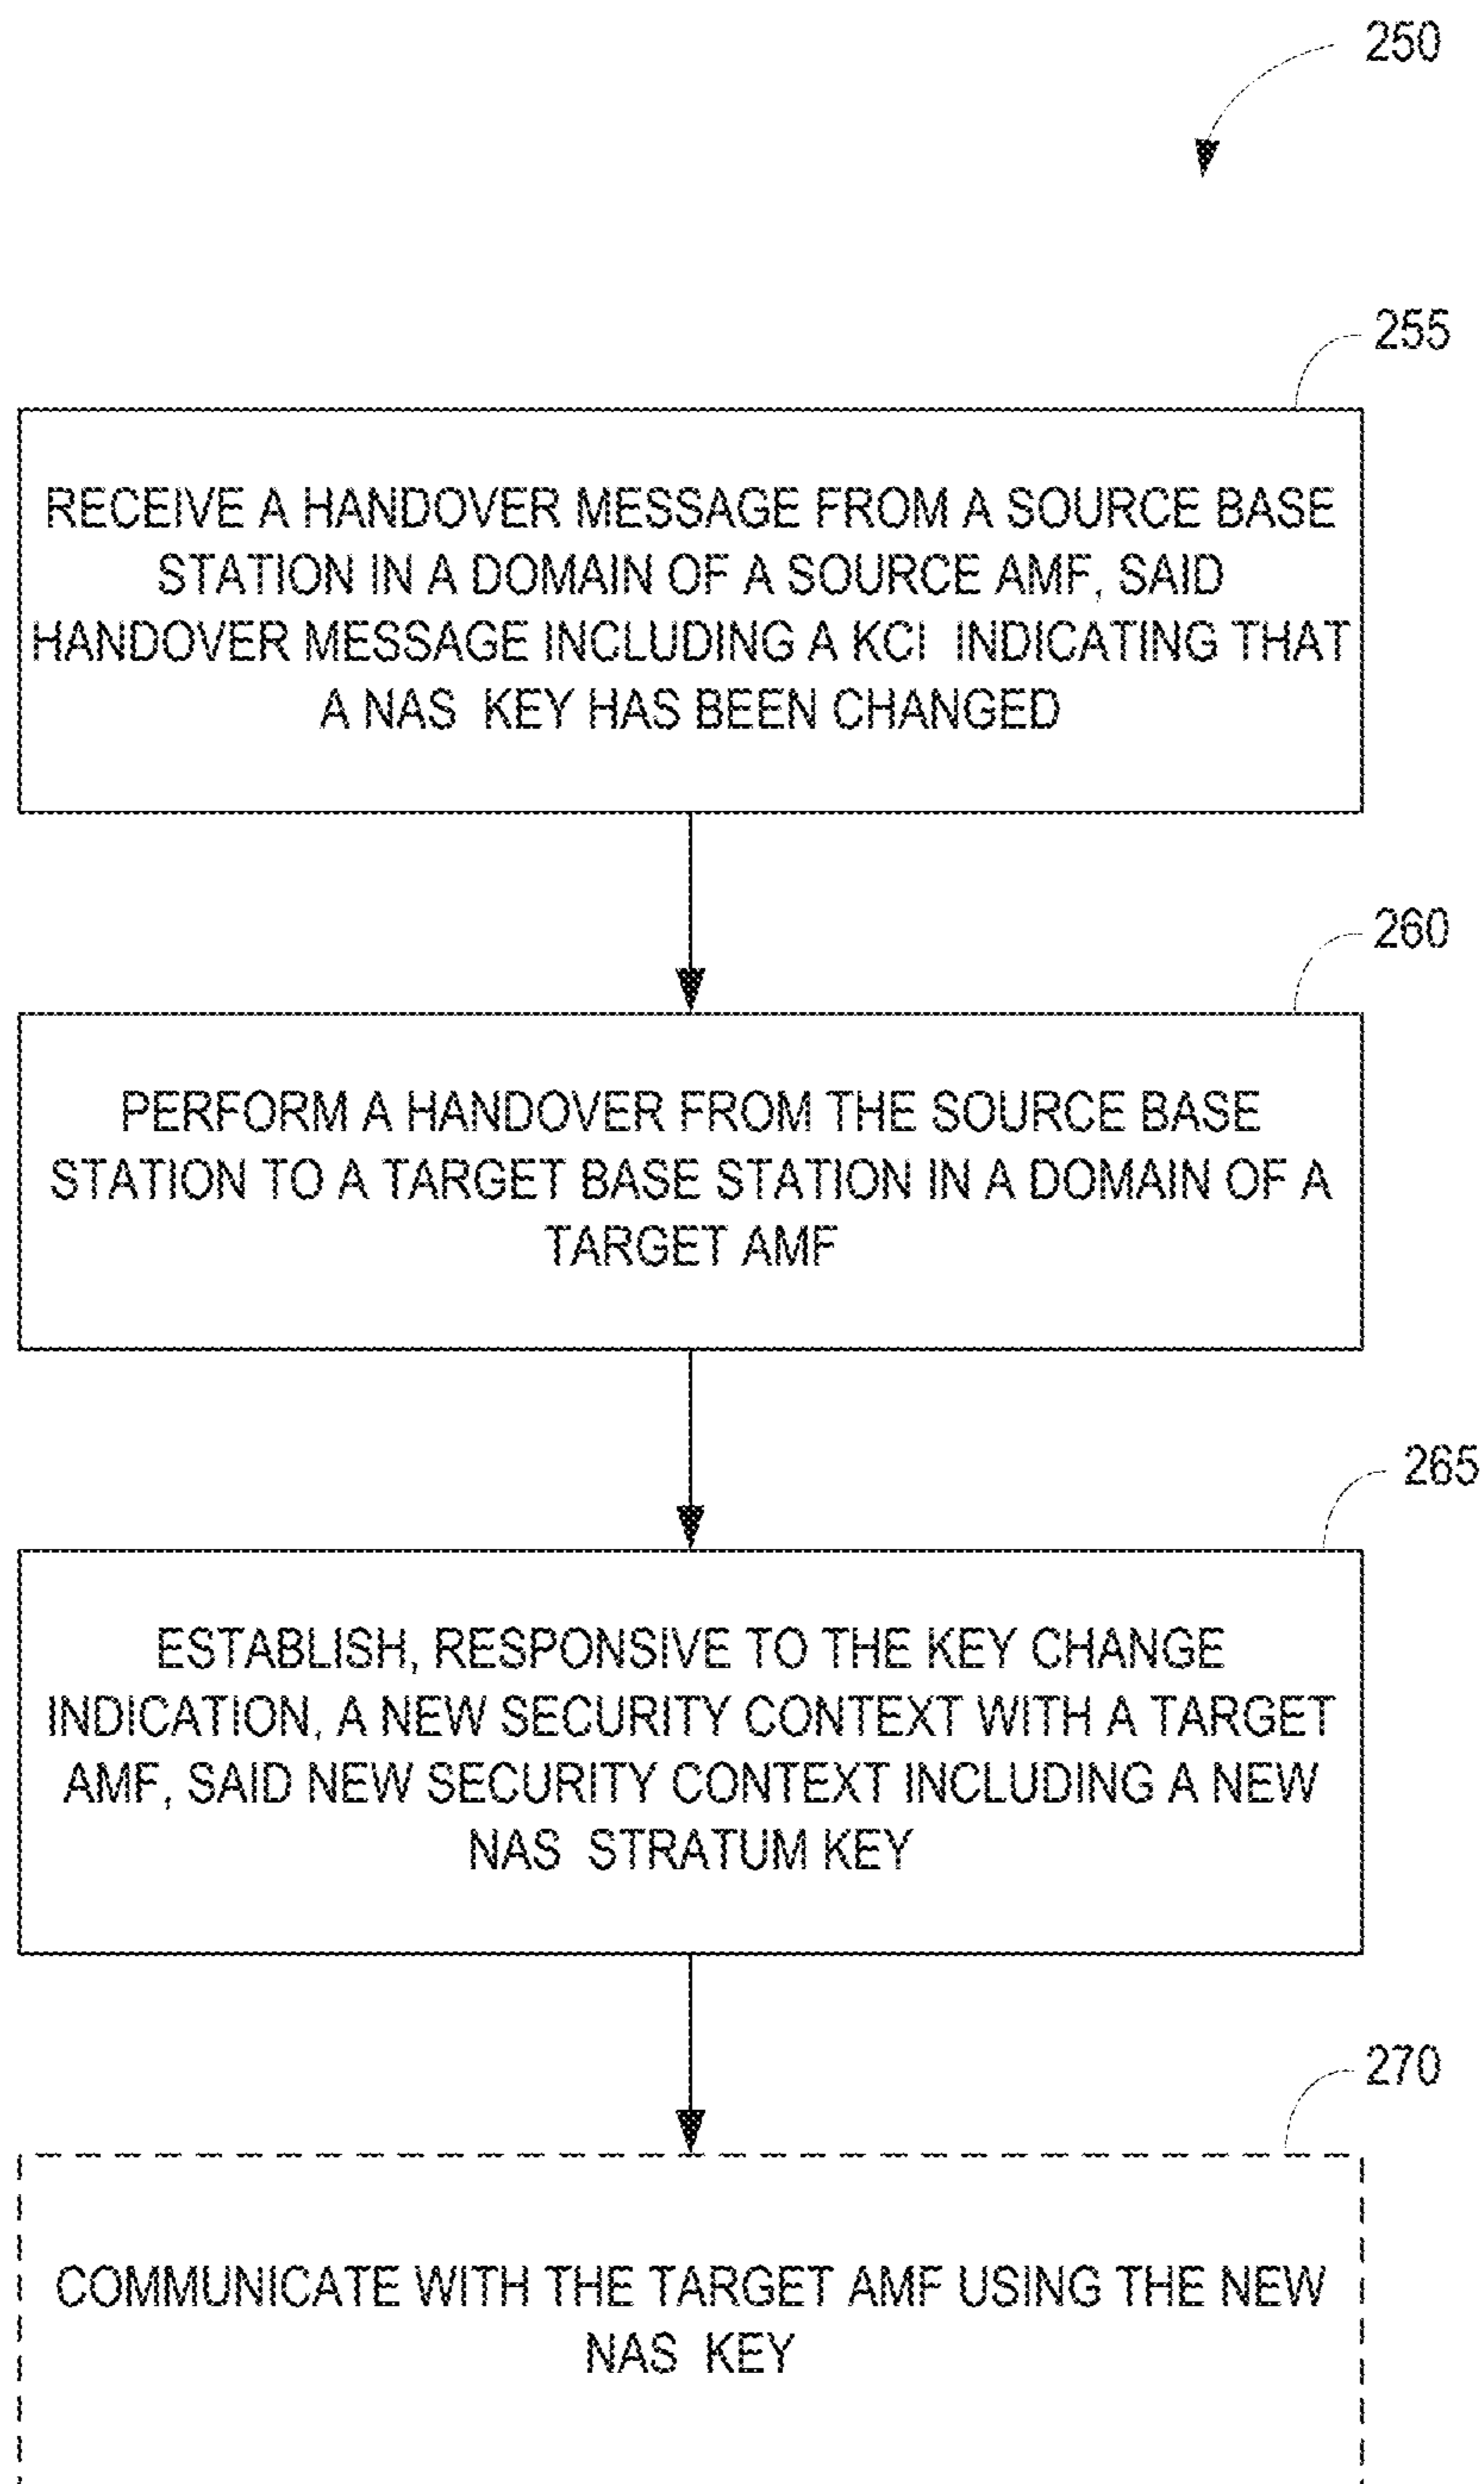 250
255
RECEIVE A HANDOVER MESSAGE FROM A SOURCE BASE
STATION IN A DOMAIN OF A SOURCE AMF, SAID
HANDOVER MESSAGE INCLUDING A KCI INDICATING THAT
A NAS KEY HAS BEEN CHANGED
260
PERFORM A HANDOVER FROM THE SOURCE BASE
STATION TO A TARGET BASE STATION IN A DOMAIN OF A
TARGET AMF
265
ESTABLISH, RESPONSIVE TO THE KEY CHANGE
INDICATION, A NEW SECURITY CONTEXT WITH A TARGET
AMF, SAID NEW SECURITY CONTEXT INCLUDING A NEW
NAS STRATUM KEY
270
COMMUNICATE WITH THE TARGET AMF USING THE NEW
NAS KEY